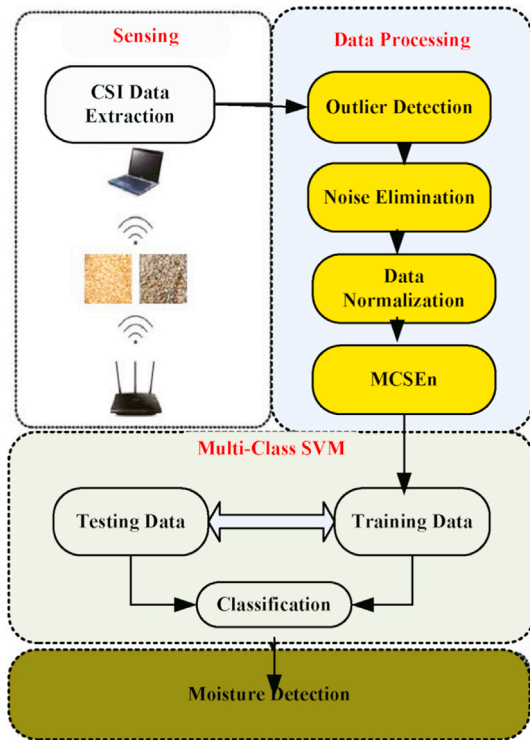 Sensing
CSI Data
Extraction
Data Processing
Outlier Detection
Noise Elimination
Data
Normalization
MCSEn
Multi-Class SVM
Testing Data
Training Data
Classification
Moisture Detection